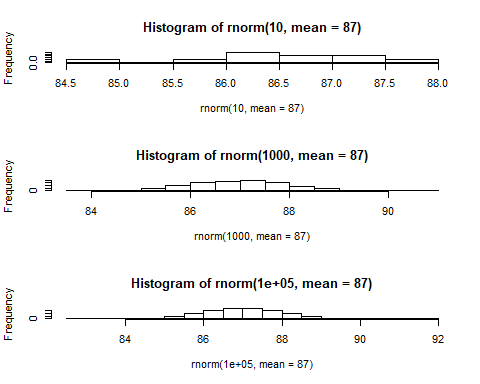 Histogram of rnorm(10, mean = 87)
Frequency
0.0
84.5 85.0 85.5 86.0 86.5 87.0 87.5 88.0
rnorm(10, mean = 87)
Histogram of rnorm(1000, mean = 87)
Frequency
0
84 86 88 90
rnorm(1000, mean = 87)
Histogram of rnorm(1e+05, mean = 87)
Frequency
0
84 86 88 90 92
rnorm(1e+05, mean = 87)